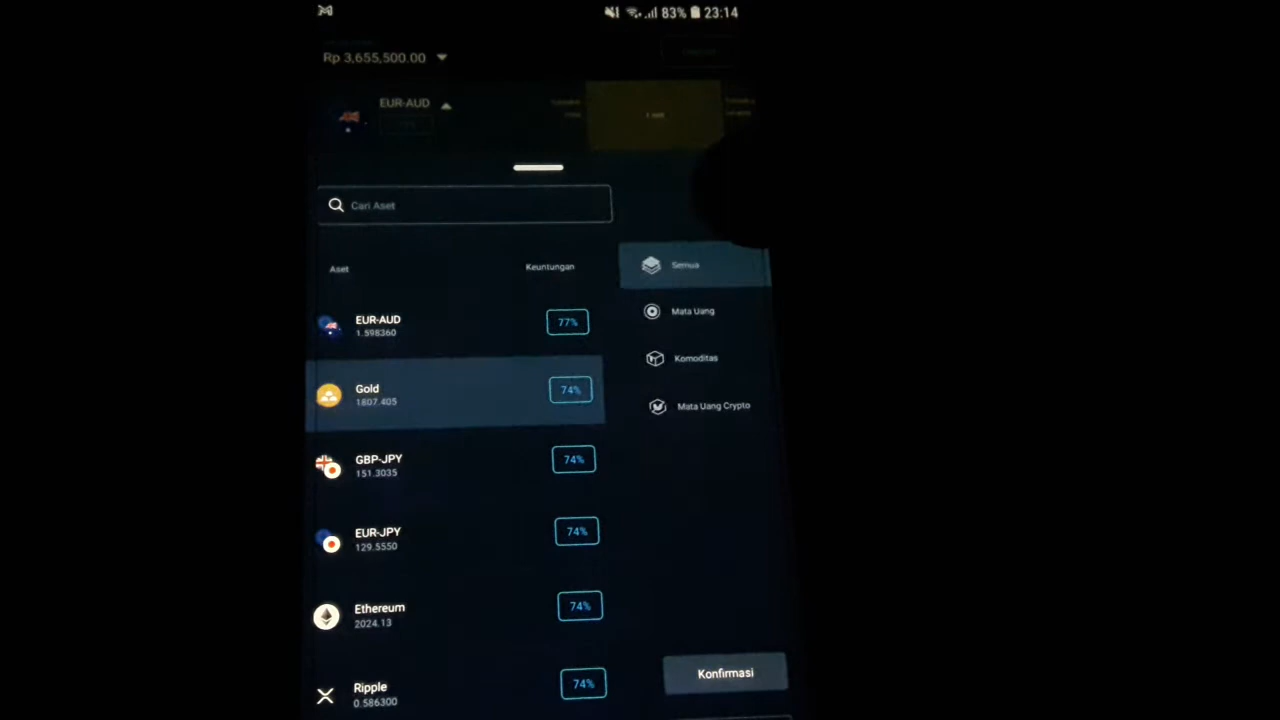 83% 23:14
Rp 3,655,500.00
EUR-AUD
Cari Aset
Aset Keuntungan
Semua
Mata Uang
Komoditas
Mata Uang Crypto
EUR-AUD
1.598360
77%
Gold
1807.405
74%
GBP-JPY
151.3035
74%
EUR-JPY
129.5550
74%
Ethereum
2024.13
74%
Ripple
0.586300
74%
Konfirmasi